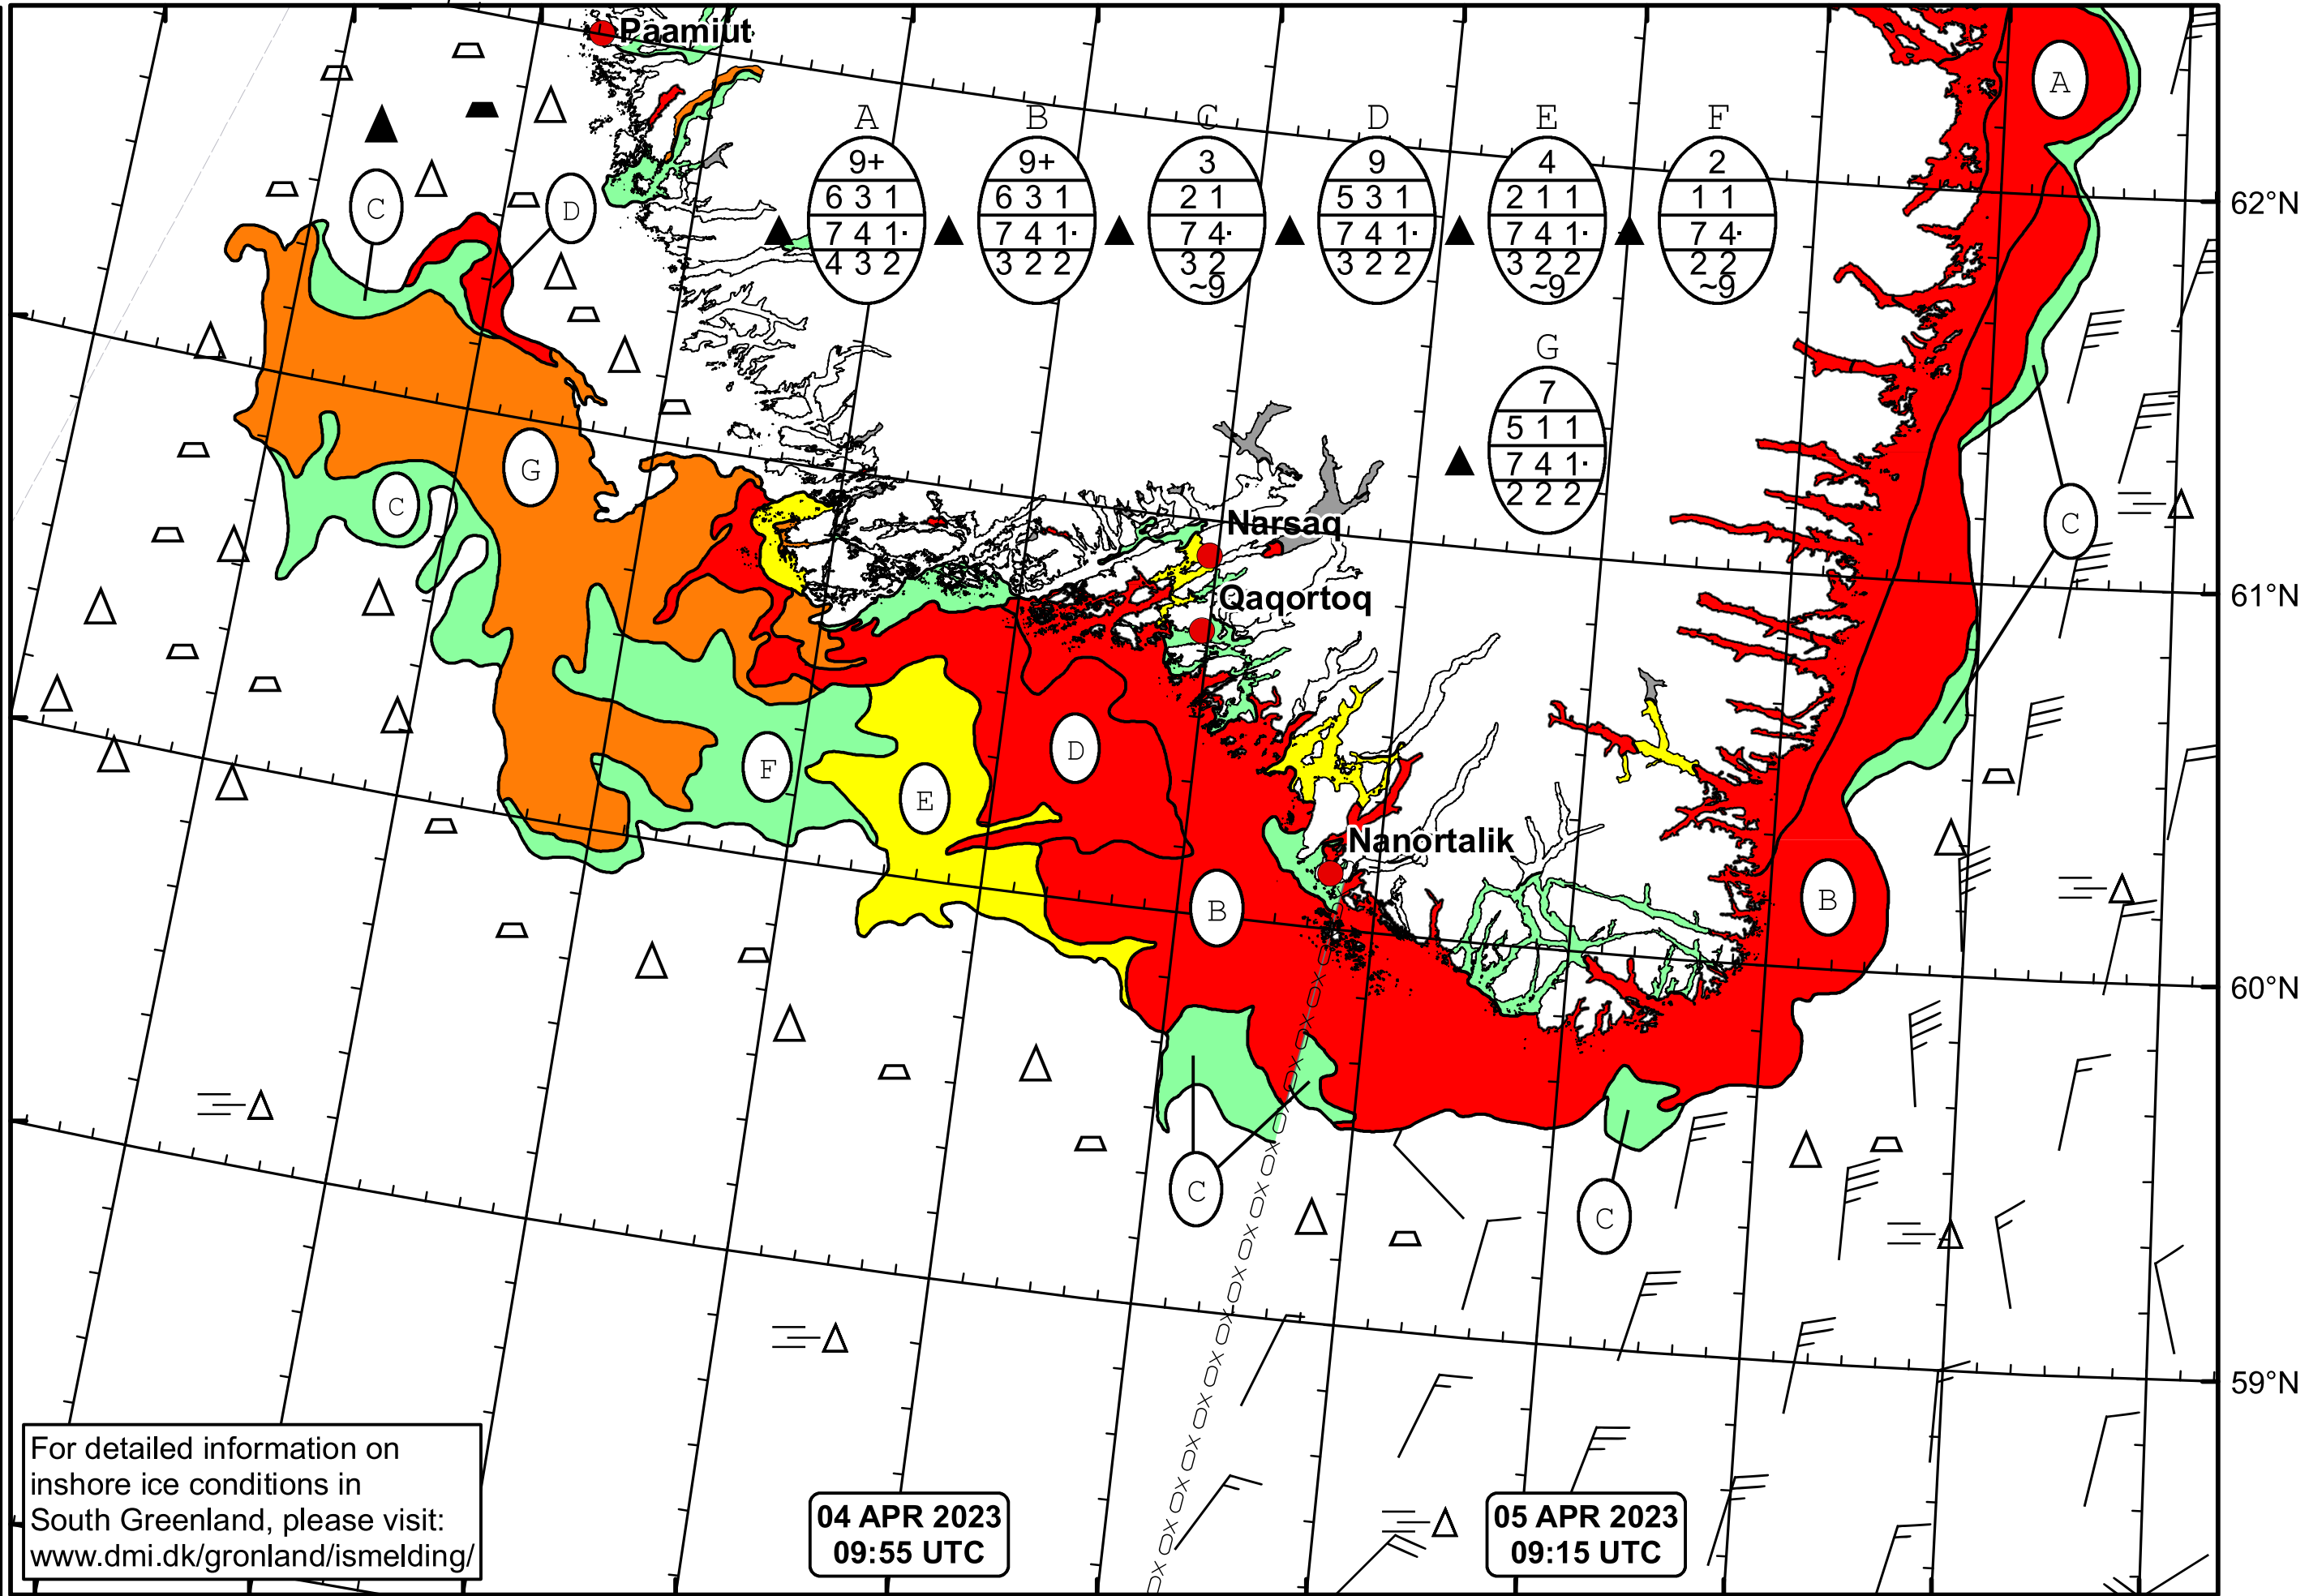 Paamiut
A B C D E F
9+ 9+ 3 9 4 2
6 3 1 6 3 1 2 1 5 3 1 2 1 1 1 1
7 4 1· 7 4 1· 7 4· 7 4 1· 7 4 1· 7 4·
4 3 2 3 2 2 3 2 3 2 2 3 2 2 2 2
~9 ~9 ~9
A
62°N
C
D
G
7
5 1 1
7 4 1·
2 2 2
G
C
C
Narsaq
Qaqortoq
61°N
F
E
D
Nanortalik
B
B
60°N
C
C
59°N
For detailed information on
inshore ice conditions in
South Greenland, please visit:
www.dmi.dk/gronland/ismelding/
04 APR 2023
09:55 UTC
05 APR 2023
09:15 UTC